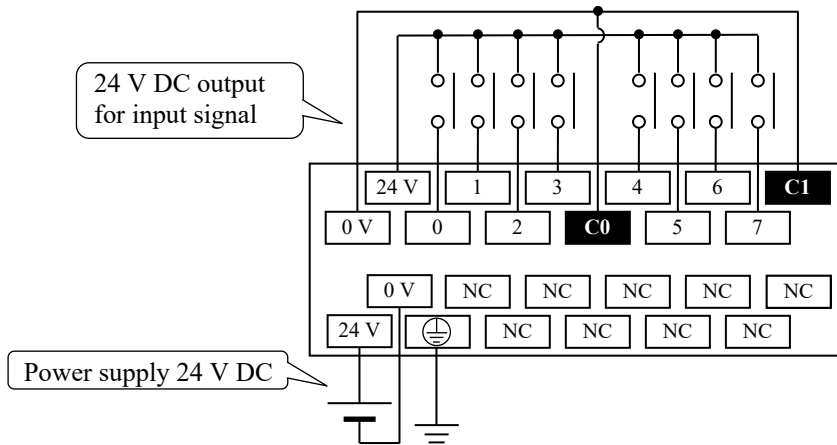 24 V DC output
for input signal
24 V 1 3 4 6 C1
0 V 0 2 C0 5 7
0 V NC NC NC NC NC
24 V NC NC NC NC
Power supply 24 V DC